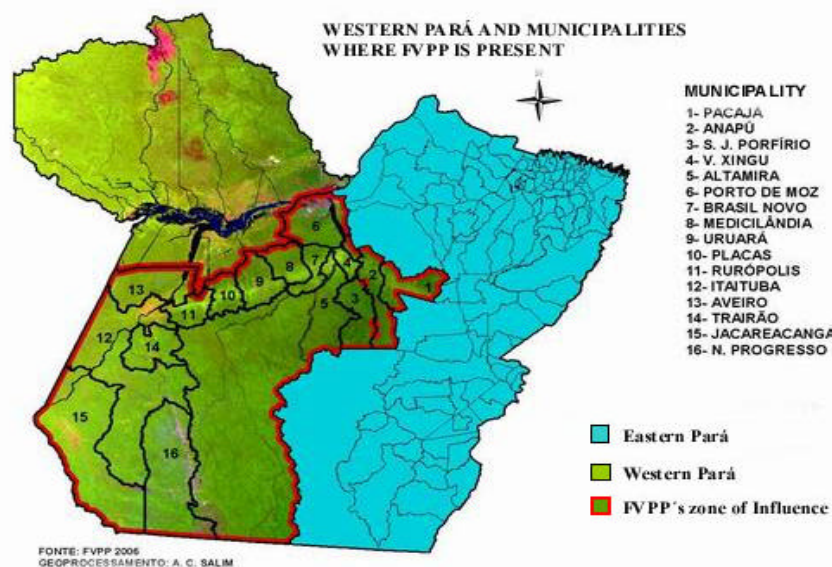 WESTERN PARÁ AND MUNICIPALITIES
WHERE FVPP IS PRESENT
N
MUNICIPALITY
1- PACAJÁ
2- ANAPÚ
3- S. J. PORFÍRIO
4- V. XINGU
5- ALTAMIRA
6- PORTO DE MOZ
7- BRASIL NOVO
8- MEDICILÂNDIA
9- URUARÁ
10- PLACAS
11- RURÓPOLIS
12- ITAITUBA
13- AVEIRO
14- TRAIRÃO
15- JACAREACANGA
16- N. PROGRESSO
6
13
9
8
7
4
2
1
10
11
5
3
12
14
15
16
Eastern Pará
Western Pará
FVPP´s zone of Influence
FONTE: FVPP 2006
GEOPROCESSAMENTO: A. C. SALIM